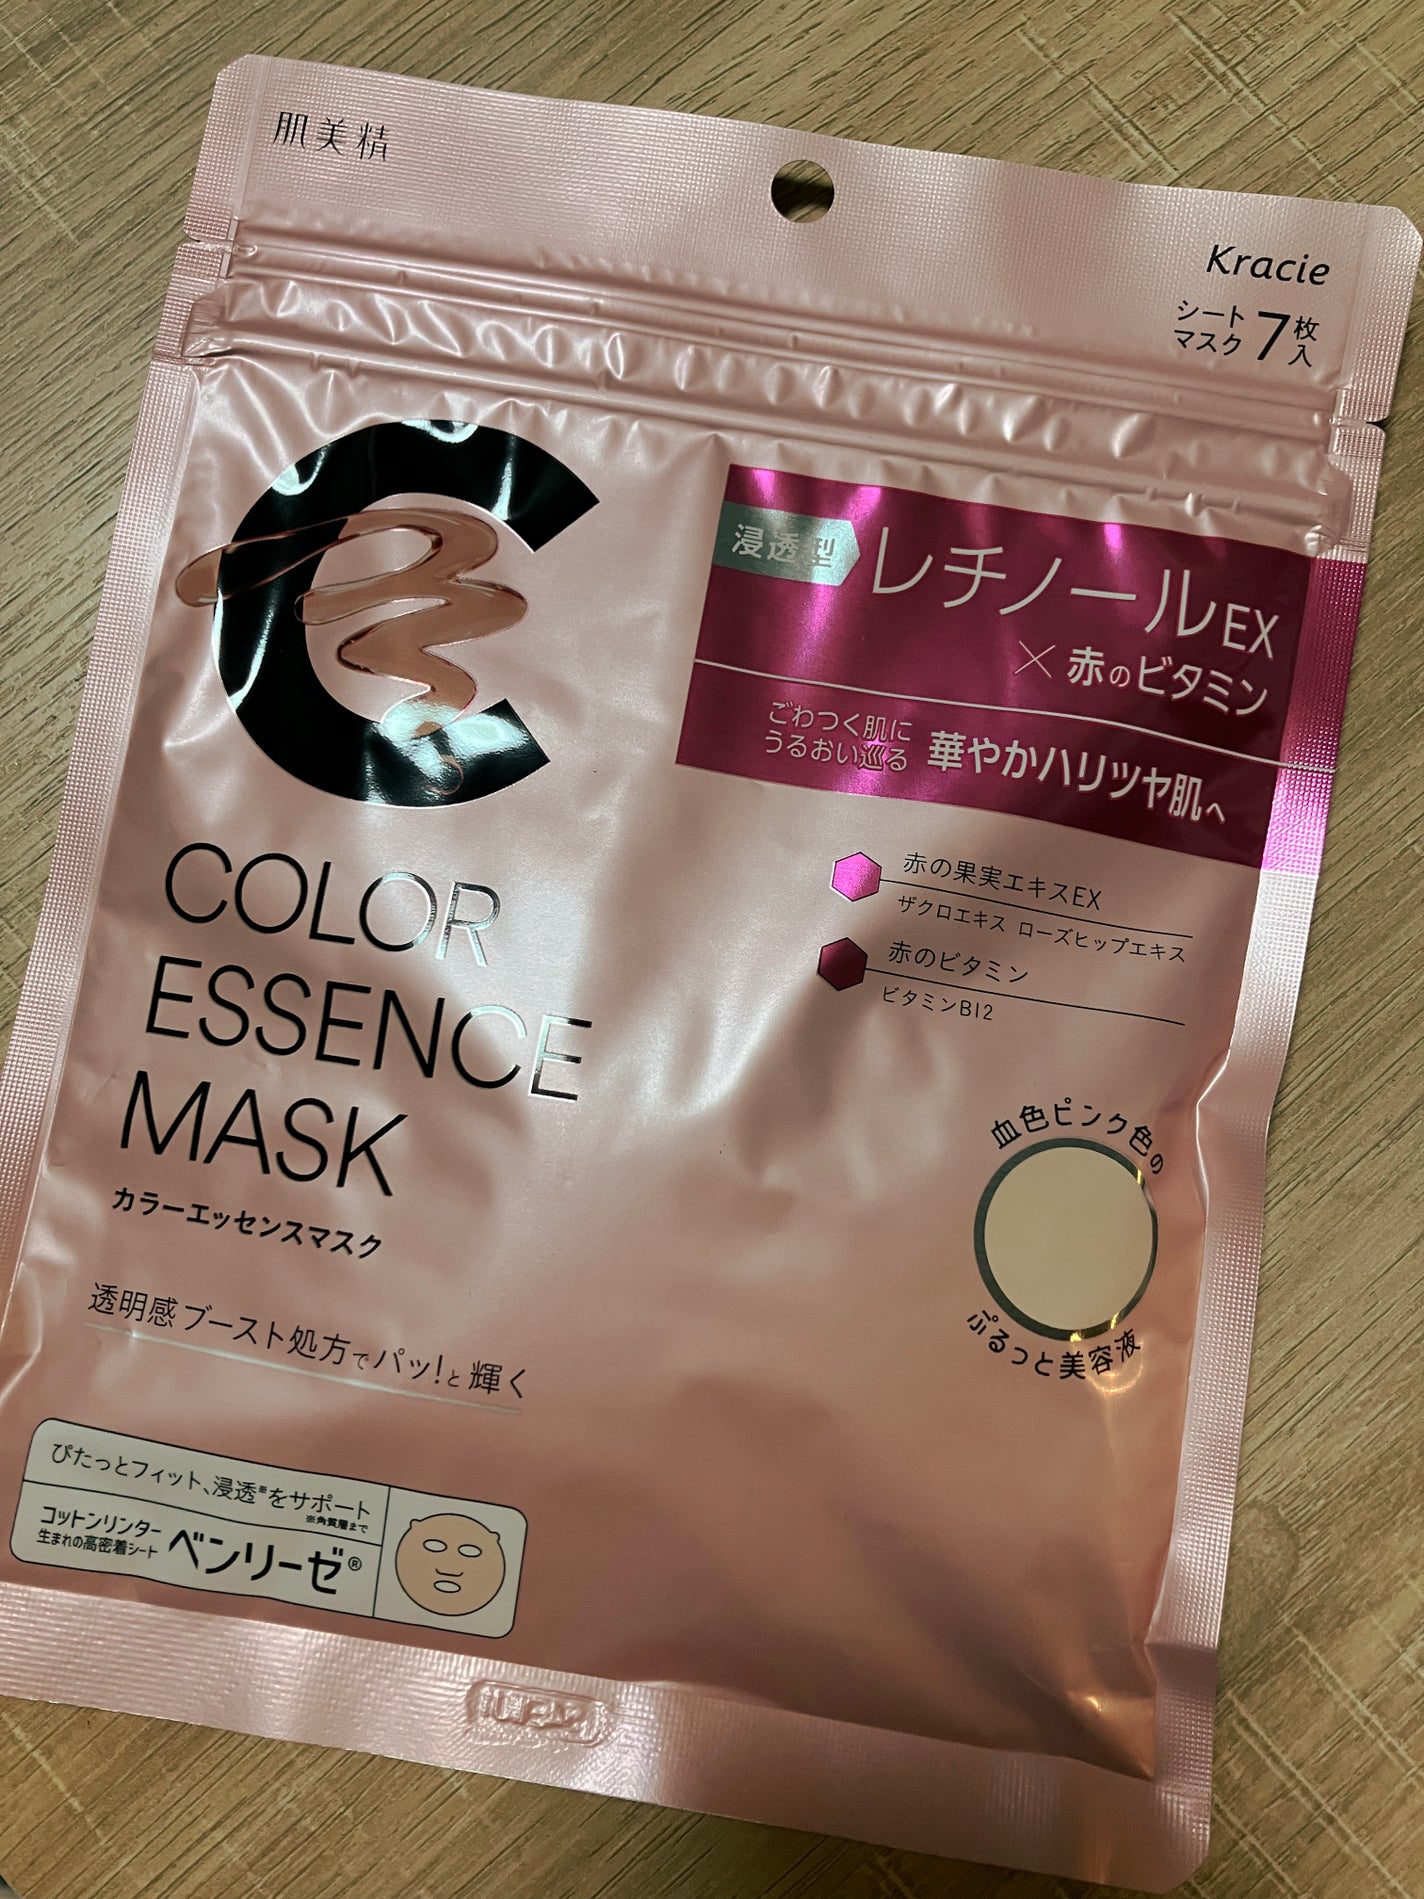 肌美精
Kracie
シート
マスク 7枚入
浸透型 レチノールEX
×赤のビタミン
ごわつく肌に
うるおい巡る 華やかハリツヤ肌へ
赤の果実エキスEX
ザクロエキス ローズヒップエキス
赤のビタミン
ビタミンB12
C
COLOR
ESSENCE
MASK
カラーエッセンスマスク
透明感ブースト処方でパッ!と輝く
血色ピンク色の
ぷるっと美容液
ぴたっとフィット、浸透※をサポート
※角質層まで
コットンリンター
生まれの高密着シート ベンリーゼ®